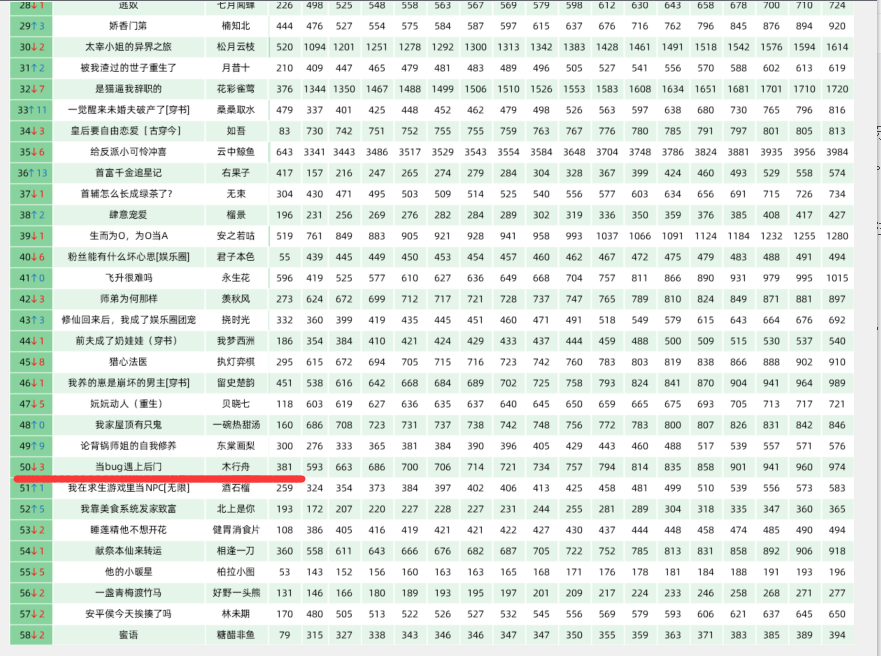 28↓1 逃奴 七月闻蝉 226 498 525 548 558 563 567 569 579 598 612 630 643 658 678 700 710 724
29↑3 娇香门第 楠知北 444 476 527 575 584 587 597 615 637 676 716 762 796 845 876 894 920
30↓2 太宰小姐的异界之旅 松月云枝 520 1094 1201 1251 1278 1292 1300 1313 1342 1383 1428 1461 1491 1518 1542 1576 1594 1614
31↑2 被我渣过的世子重生了 月昔十 210 409 447 465 479 481 483 489 496 505 527 541 556 570 588 602 613 619
32↓7 是猫逼我辞职的 花彩雀莺 376 1344 1350 1467 1488 1499 1506 1510 1526 1553 1583 1608 1634 1651 1681 1701 1710 1720
33↑11 一觉醒来未婚夫破产了[穿书] 桑桑取水 479 337 401 425 448 452 462 479 498 526 563 597 638 680 730 765 796 816
34↓3 皇后要自由恋爱［古穿今］ 如吾 83 730 742 751 752 755 755 759 763 767 776 780 785 791 797 801 805 813
35↓6 给反派小可怜冲喜 云中鲸鱼 643 3341 3443 3486 3517 3529 3543 3554 3584 3648 3704 3748 3786 3824 3881 3935 3956 3984
36↑13 首富千金追星记 右果子 417 157 216 247 265 274 279 284 304 328 367 399 424 460 493 529 558 574
37↓1 首辅怎么长成绿茶了? 无束 304 430 471 495 503 509 514 525 540 556 577 603 634 656 691 715 726 734
38↑2 肆意宠爱 榴景 196 231 256 269 276 282 284 289 302 319 336 350 359 376 385 408 417 427
39↓1 生而为O，为O当A 安之若咕 519 761 849 883 905 921 928 941 958 993 1037 1066 1091 1124 1184 1232 1255 1280
40↓6 粉丝能有什么坏心思[娱乐圈] 君子本色 55 439 445 449 450 453 454 457 460 462 467 472 475 479 483 488 491 494
41↑0 飞升很难吗 永生花 596 419 525 577 610 627 636 649 668 704 757 811 866 890 931 979 995 1015
42↓3 师弟为何那样 羡秋风 273 624 672 699 712 717 721 728 737 747 765 789 810 824 849 871 881 897
43↑3 修仙回来后，我成了娱乐圈团宠 挠时光 332 360 399 419 435 445 451 460 471 491 518 549 579 615 643 664 676 692
44↓1 前夫成了奶娃娃（穿书） 我梦西洲 186 354 384 410 421 424 429 433 437 444 459 488 500 509 515 530 537 540
45↓8 猎心法医 执灯弈棋 295 615 672 694 705 715 716 723 742 760 783 803 819 838 866 888 902 910
46↓1 我养的崽是崩坏的男主[穿书] 留史楚韵 451 538 616 642 668 684 689 702 725 758 793 824 841 870 904 941 964 989
47↓5 妧妧动人（重生） 贝晓七 118 603 619 627 636 635 637 640 645 650 659 665 675 693 705 713 717 721
48↑0 我家屋顶有只鬼 一碗热甜汤 160 686 708 723 731 737 738 742 748 756 772 783 800 807 826 831 842 846
49↑9 论背锅师姐的自我修养 东棠画梨 300 276 333 365 381 384 390 396 405 429 443 460 488 517 539 557 571 576
50↓3 当bug遇上后门 木行舟 381 593 663 686 700 706 714 721 734 757 794 814 835 858 901 941 960 974
51↑1 我在求生游戏里当NPC[无限] 酒石榴 259 324 354 373 384 397 402 406 413 425 458 481 499 510 539 556 573 583
52↑5 我靠美食系统发家致富 北上是你 193 172 207 220 227 228 227 231 244 255 281 289 304 318 335 347 360 365
53↓2 睡莲精他不想开花 健胃消食片 108 386 405 416 419 421 421 422 427 430 437 444 448 458 474 485 490 494
54↓1 献祭本仙来转运 相逢一刀 360 558 611 643 666 676 682 687 705 722 752 785 813 831 858 892 906 918
55↓5 他的小暖星 柏拉小图 53 143 152 156 160 163 163 165 168 171 176 178 181 184 188 191 193 196
56↓2 一盏青梅渡竹马 好野一头熊 131 146 166 180 189 193 195 197 201 209 217 224 233 246 258 268 271 277
57↓2 安平侯今天挨揍了吗 林未期 170 480 505 513 522 526 527 532 545 556 569 579 593 606 621 637 645 650
58↓2 蜜语 糖醋非鱼 79 315 327 338 343 346 346 347 347 350 355 359 363 371 383 385 389 394